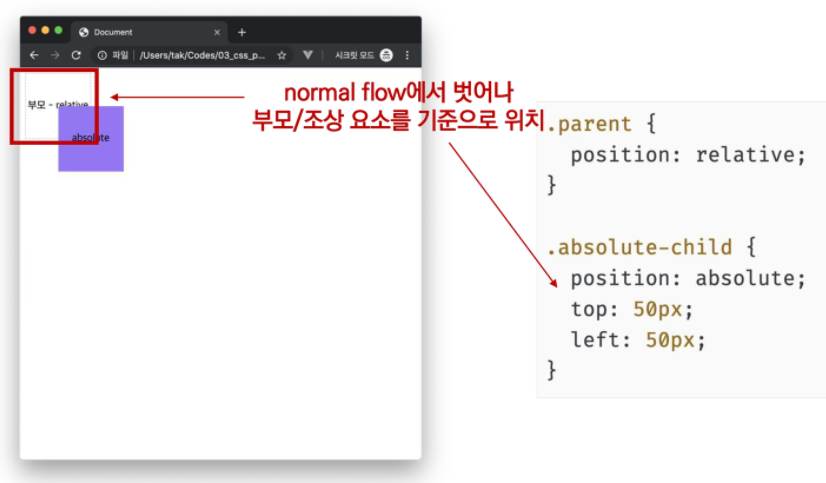 Document
파일
/Users/tak/Codes/03_css_p...
시크릿 모드
부모 - relative
absolute
normal flow에서 벗어나
부모/조상 요소를 기준으로 위치
.parent {
position: relative;
}
.absolute-child {
position: absolute;
top: 50px;
left: 50px;
}